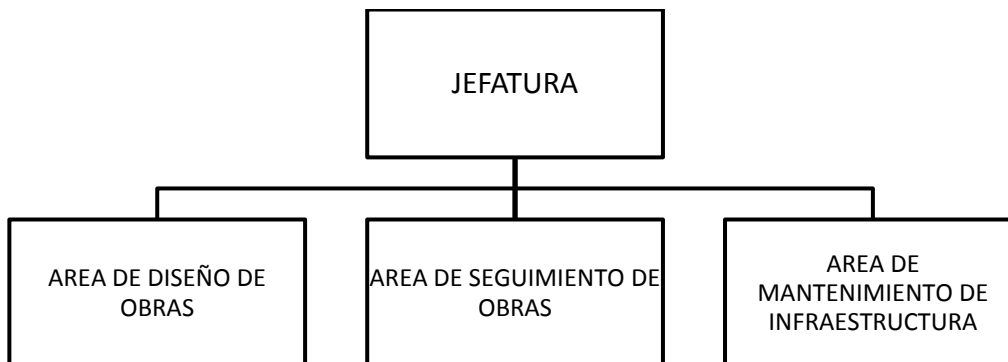 JEFATURA
AREA DE DISEÑO DE
OBRAS
AREA DE SEGUIMIENTO DE
OBRAS
AREA DE
MANTENIMIENTO DE
INFRAESTRUCTURA